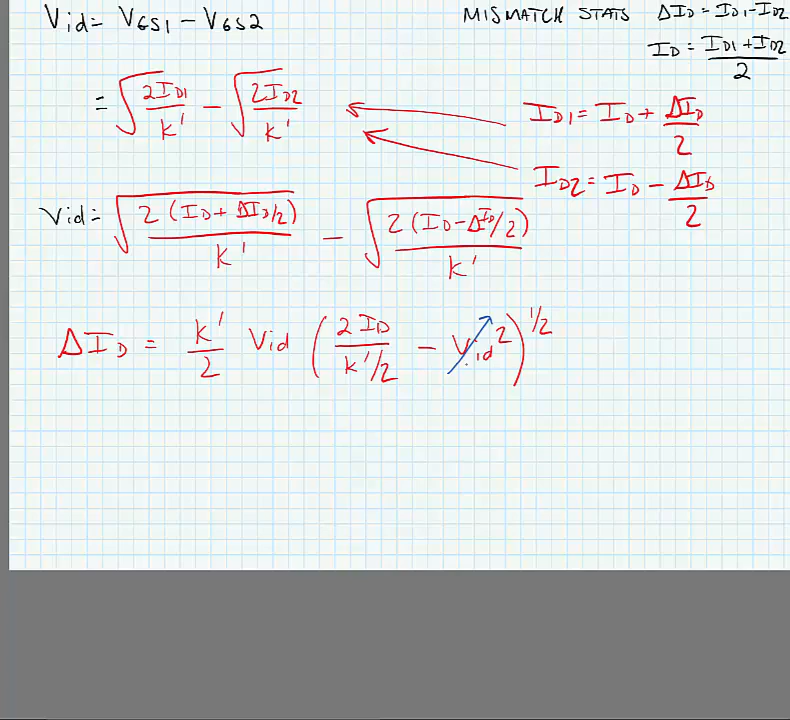 Vid = VGS1 − VGS2
MISMATCH STATS ΔID = ID1 - ID2
ID = (ID1 + ID2)/2
= √(2ID1/k') − √(2ID2/k')
ID1 = ID + ΔID/2
ID2 = ID − ΔID/2
Vid = √(2 (ID + ΔID/2)/k') − √(2 (ID − ΔID/2)/k')
ΔID = k'/2 Vid (2 ID/(k'/2) − Vid²)^1/2